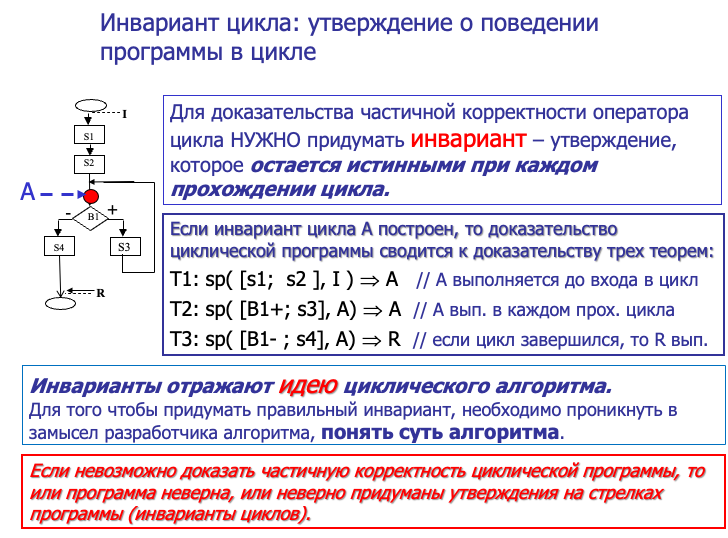 Инвариант цикла: утверждение о поведении
программы в цикле
I
S1
S2
A
-
B1
+
S4
S3
R
Для доказательства частичной корректности оператора
цикла НУЖНО придумать инвариант – утверждение,
которое остается истинными при каждом
прохождении цикла.
Если инвариант цикла А построен, то доказательство
циклической программы сводится к доказательству трех теорем:
T1: sp( [s1; s2 ], I ) ⇒ A // А выполняется до входа в цикл
T2: sp( [B1+; s3], A) ⇒ A // А вып. в каждом прох. цикла
T3: sp( [B1- ; s4], A) ⇒ R // если цикл завершился, то R вып.
Инварианты отражают идею циклического алгоритма.
Для того чтобы придумать правильный инвариант, необходимо проникнуть в
замысел разработчика алгоритма, понять суть алгоритма.
Если невозможно доказать частичную корректность циклической программы, то
или программа неверна, или неверно придуманы утверждения на стрелках
программы (инварианты циклов).